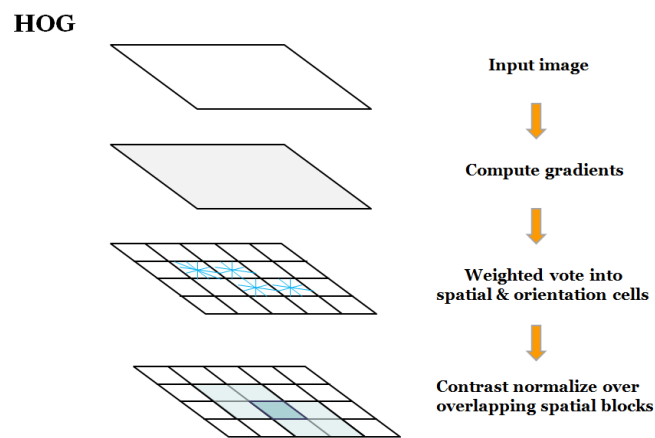 HOG
Input image
Compute gradients
Weighted vote into
spatial & orientation cells
Contrast normalize over
overlapping spatial blocks